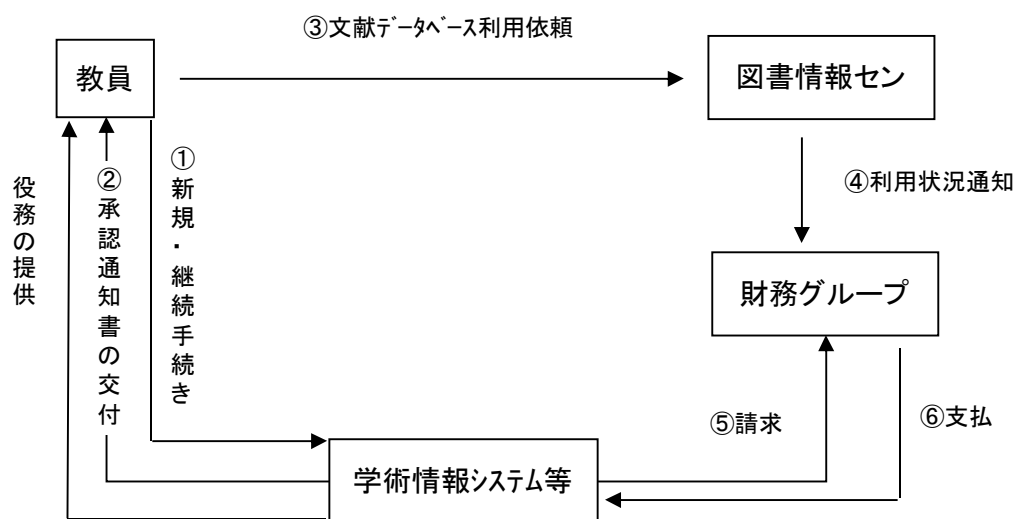 ③文献ﾃﾞｰﾀﾍﾞｰｽ利用依頼
教員
図書情報セン
役務の提供
②承認通知書の交付
①新規・継続手続き
④利用状況通知
財務グループ
⑤請求
⑥支払
学術情報ｼｽﾃﾑ等